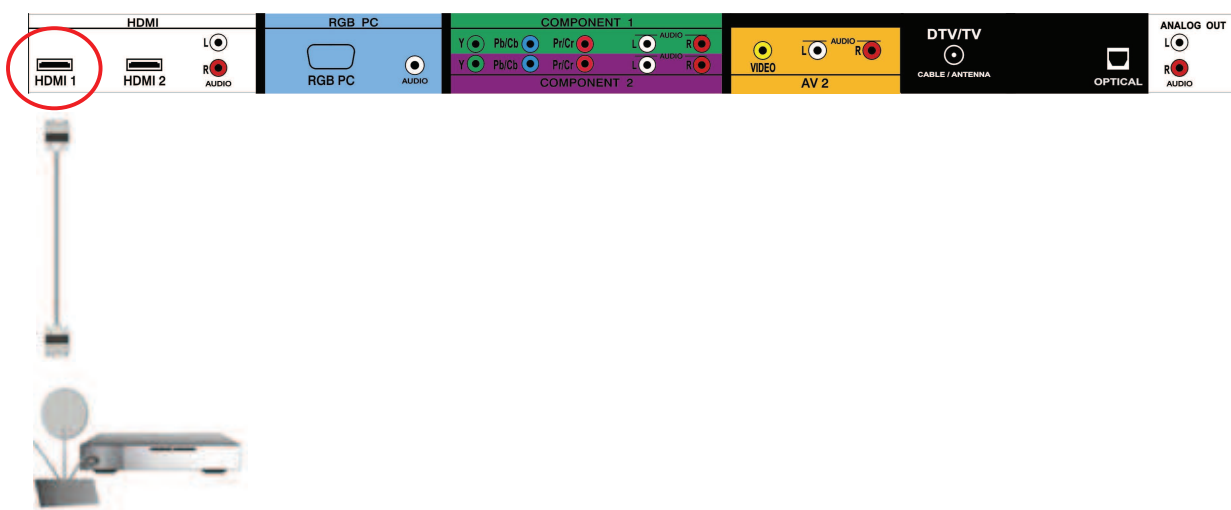 HDMI
L
R
AUDIO
HDMI 1
HDMI 2
RGB PC
RGB PC
AUDIO
COMPONENT 1
Y Pb/Cb Pr/Cr L AUDIO R
Y Pb/Cb Pr/Cr L AUDIO R
COMPONENT 2
VIDEO
L AUDIO R
AV 2
DTV/TV
CABLE / ANTENNA
OPTICAL
ANALOG OUT
L
R
AUDIO